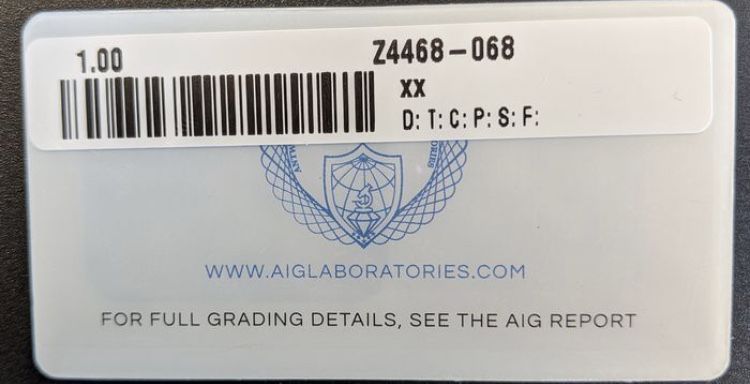 1.00 Z4468-068
XX
D: T: C: P: S: F:
WWW.AIGLABORATORIES.COM
FOR FULL GRADING DETAILS, SEE THE AIG REPORT